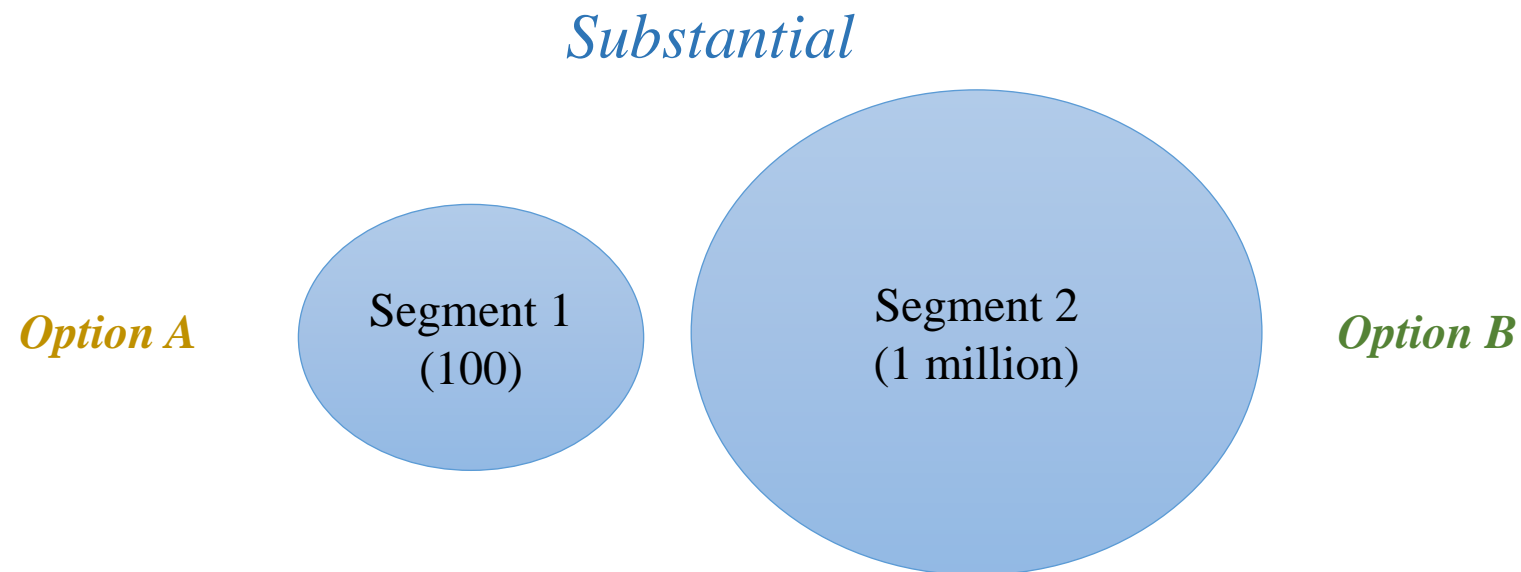 Substantial
Option A
Segment 1
(100)
Segment 2
(1 million)
Option B